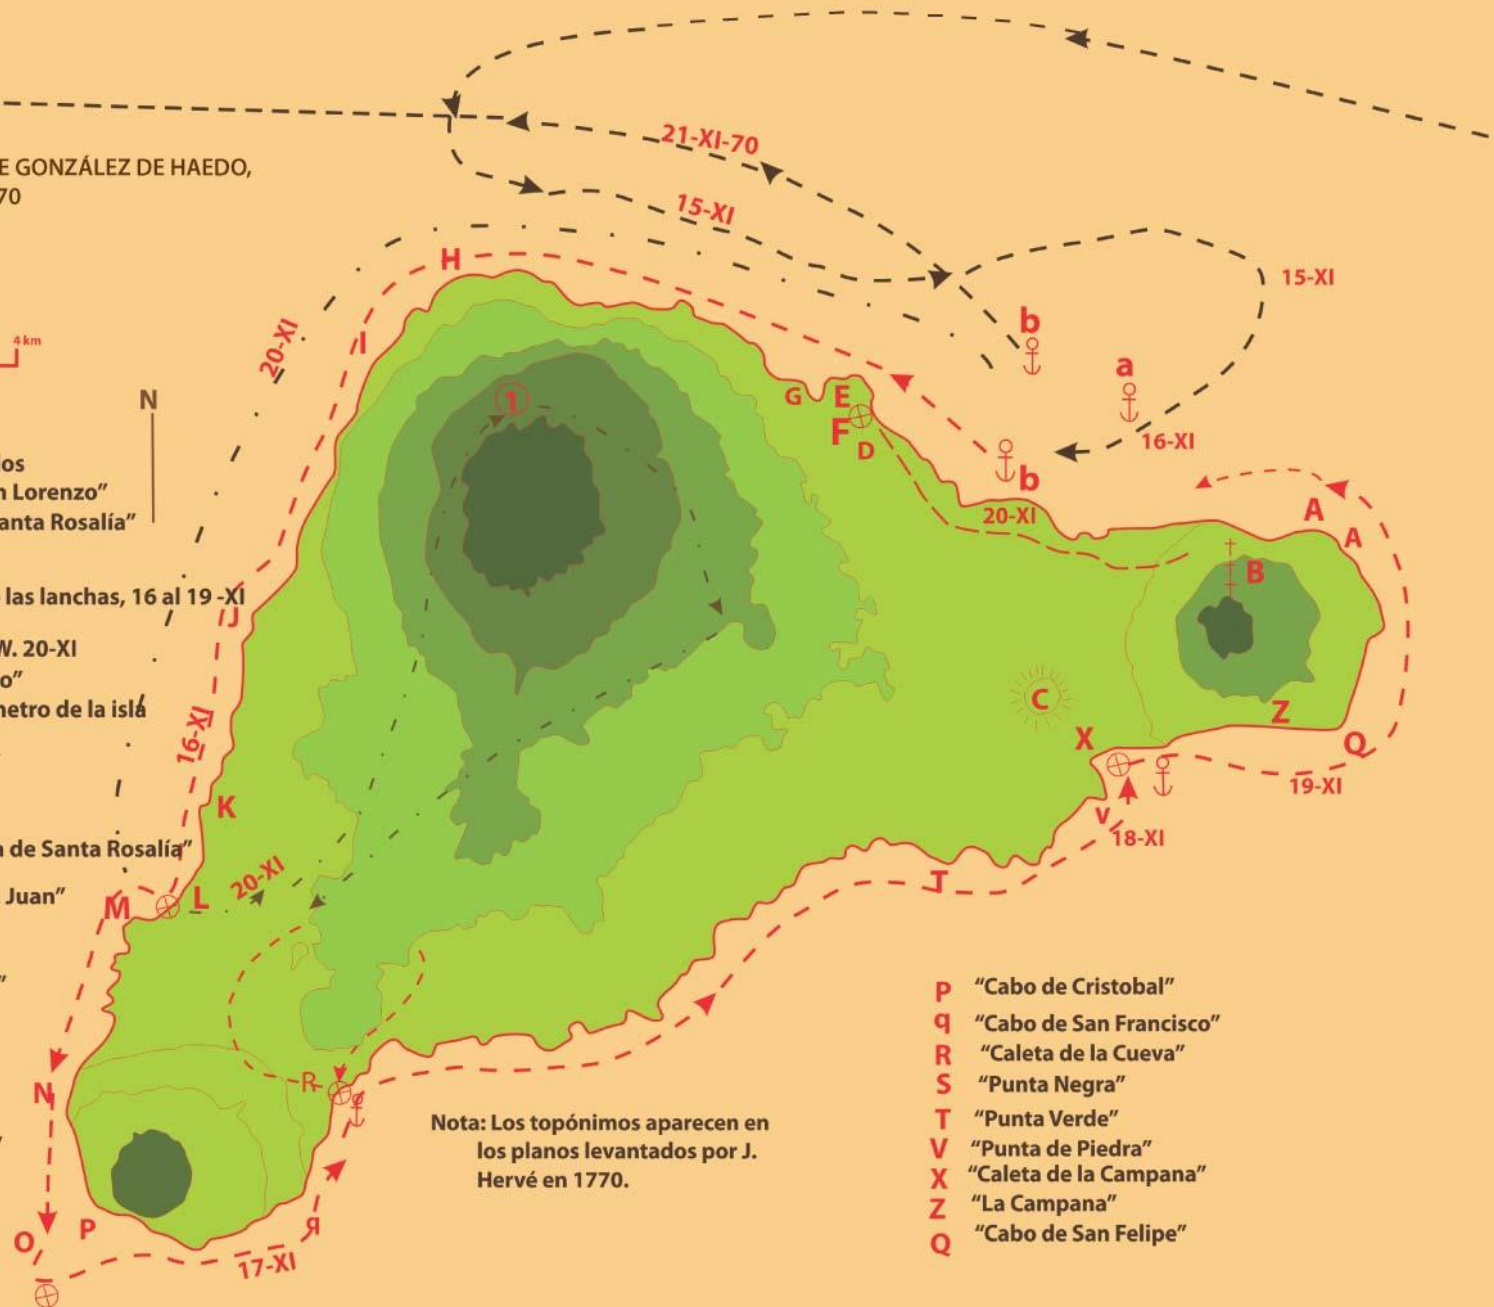 E GONZÁLEZ DE HAEDO,
70
21-XI-70
15-XI
15-XI
20-XI
H
I
4 km
N
1
b
a
b
16-XI
G
E
F
D
20-XI
A
A
B
los
n Lorenzo”
anta Rosalía”
las lanchas, 16 al 19 -XI
J
W. 20-XI
o”
metro de la isla
16-XI
C
X
Z
Q
19-XI
V
18-XI
K
a de Santa Rosalía”
20-XI
Juan”
M
L
T
”
N
R
O
P
17-XI
Я
Nota: Los topónimos aparecen en
los planos levantados por J.
Hervé en 1770.
P “Cabo de Cristobal”
q “Cabo de San Francisco”
R “Caleta de la Cueva”
S “Punta Negra”
T “Punta Verde”
V “Punta de Piedra”
X “Caleta de la Campana”
Z “La Campana”
Q “Cabo de San Felipe”